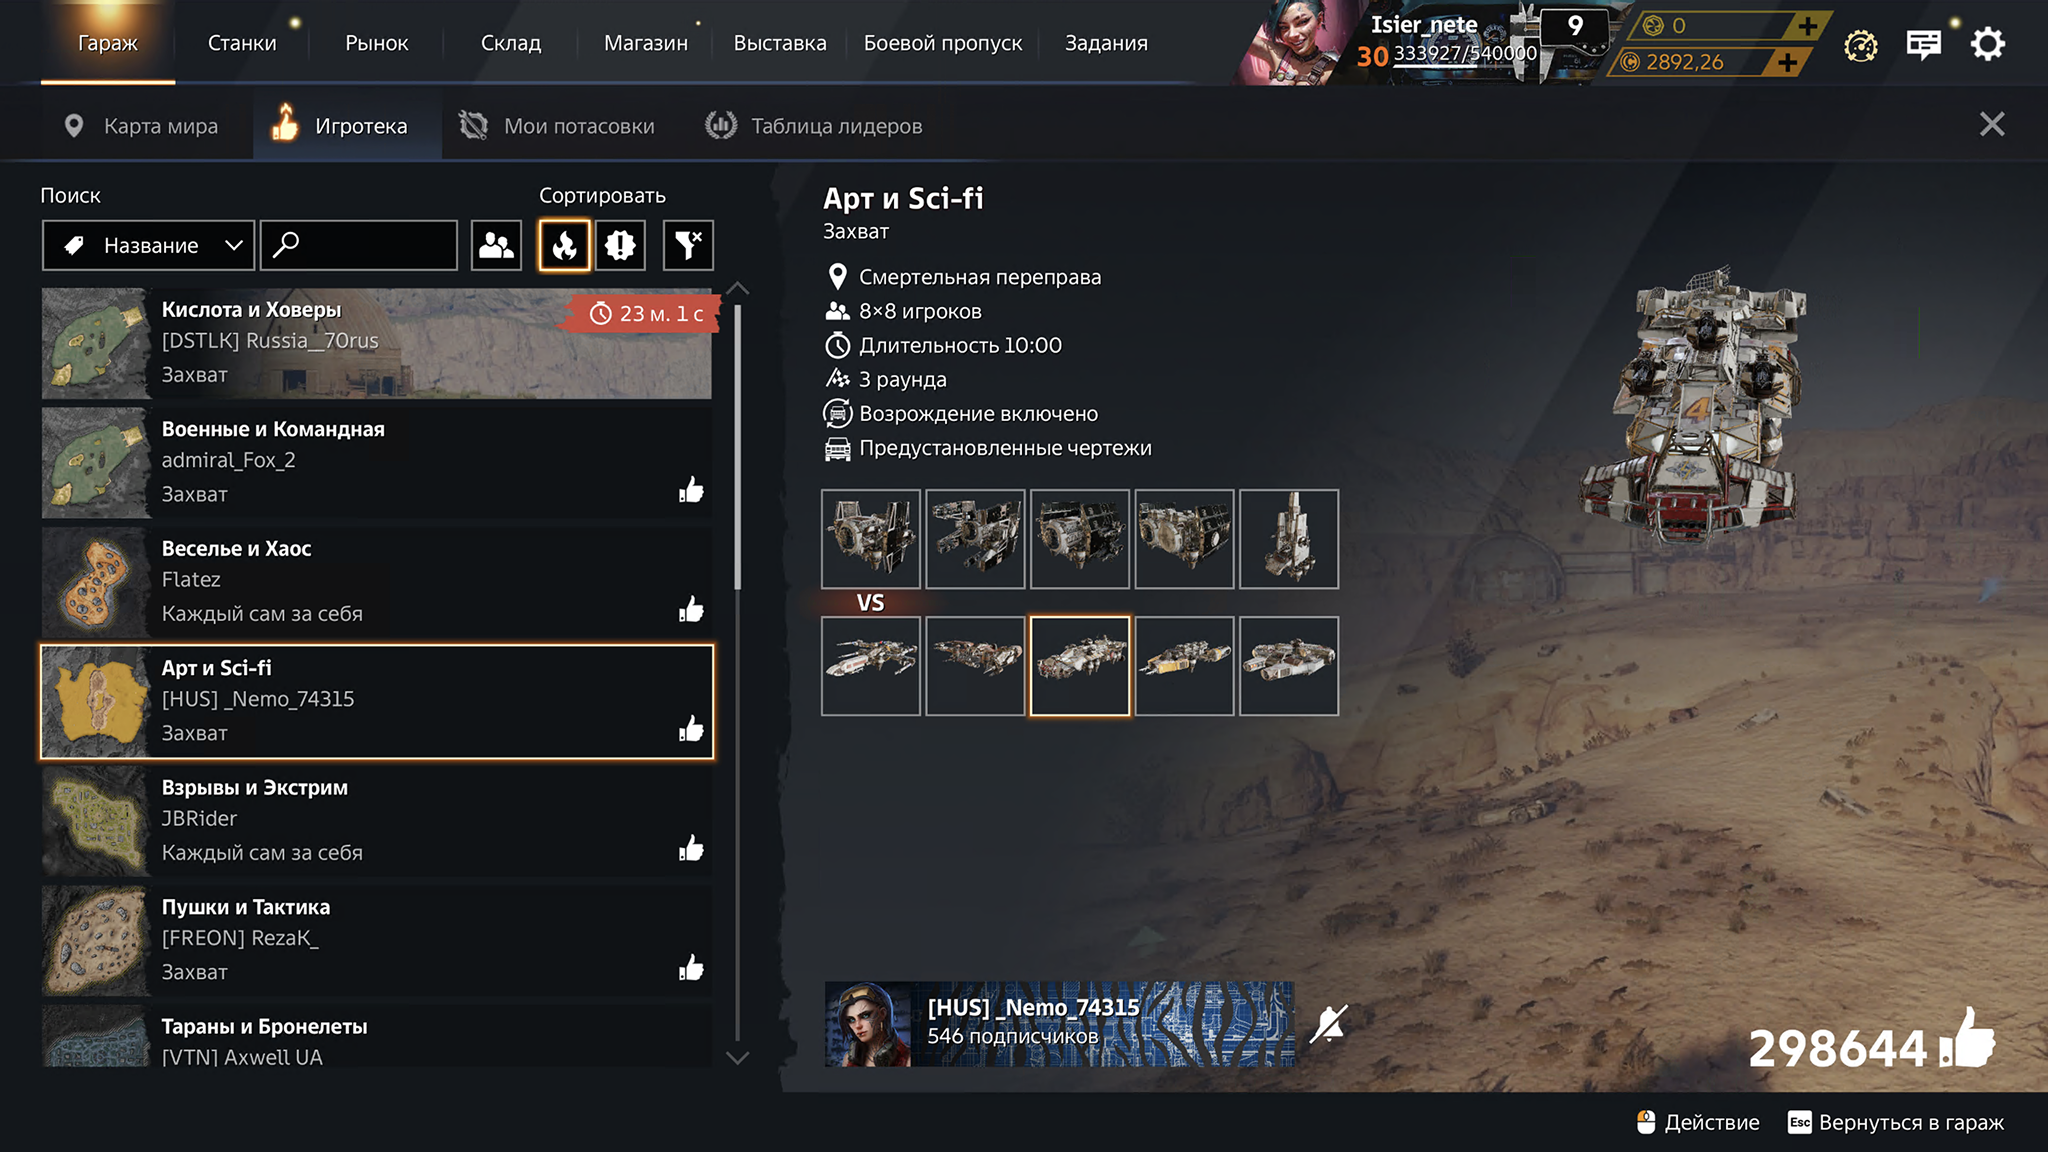 Гараж
Станки
Рынок
Склад
Магазин
Выставка
Боевой пропуск
Задания
Isier_nete
30 333927/540000
9
0
2892,26
Карта мира
Игротека
Мои потасовки
Таблица лидеров
Поиск
Сортировать
Название
Кислота и Ховеры
23 м. 1 с
[DSTLK] Russia__70rus
Захват
Военные и Командная
admiral_Fox_2
Захват
Веселье и Хаос
Flatez
Каждый сам за себя
Арт и Sci-fi
[HUS] _Nemo_74315
Захват
Взрывы и Экстрим
JBRider
Каждый сам за себя
Пушки и Тактика
[FREON] RezaK_
Захват
Тараны и Бронелеты
[VTN] Axwell UA
Арт и Sci-fi
Захват
Смертельная переправа
8×8 игроков
Длительность 10:00
3 раунда
Возрождение включено
Предустановленные чертежи
VS
4
[HUS] _Nemo_74315
546 подписчиков
298644
Действие
Esc Вернуться в гараж